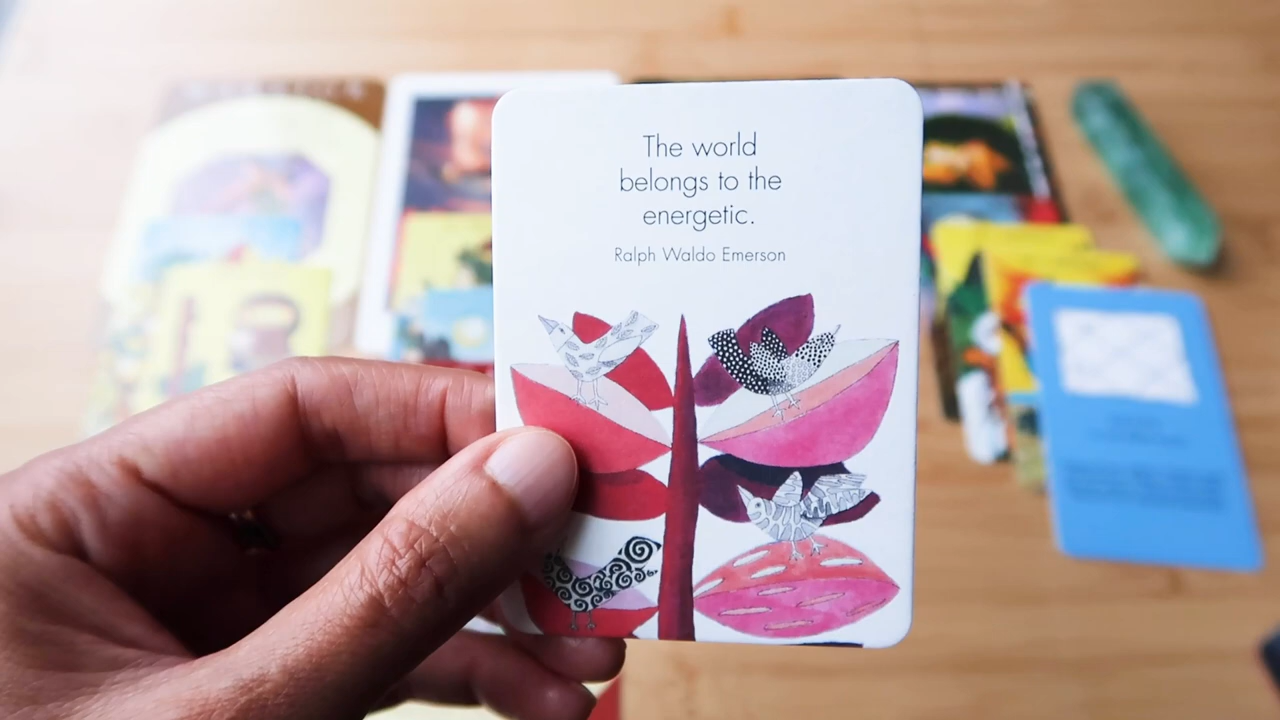 The world
belongs to the
energetic.
Ralph Waldo Emerson